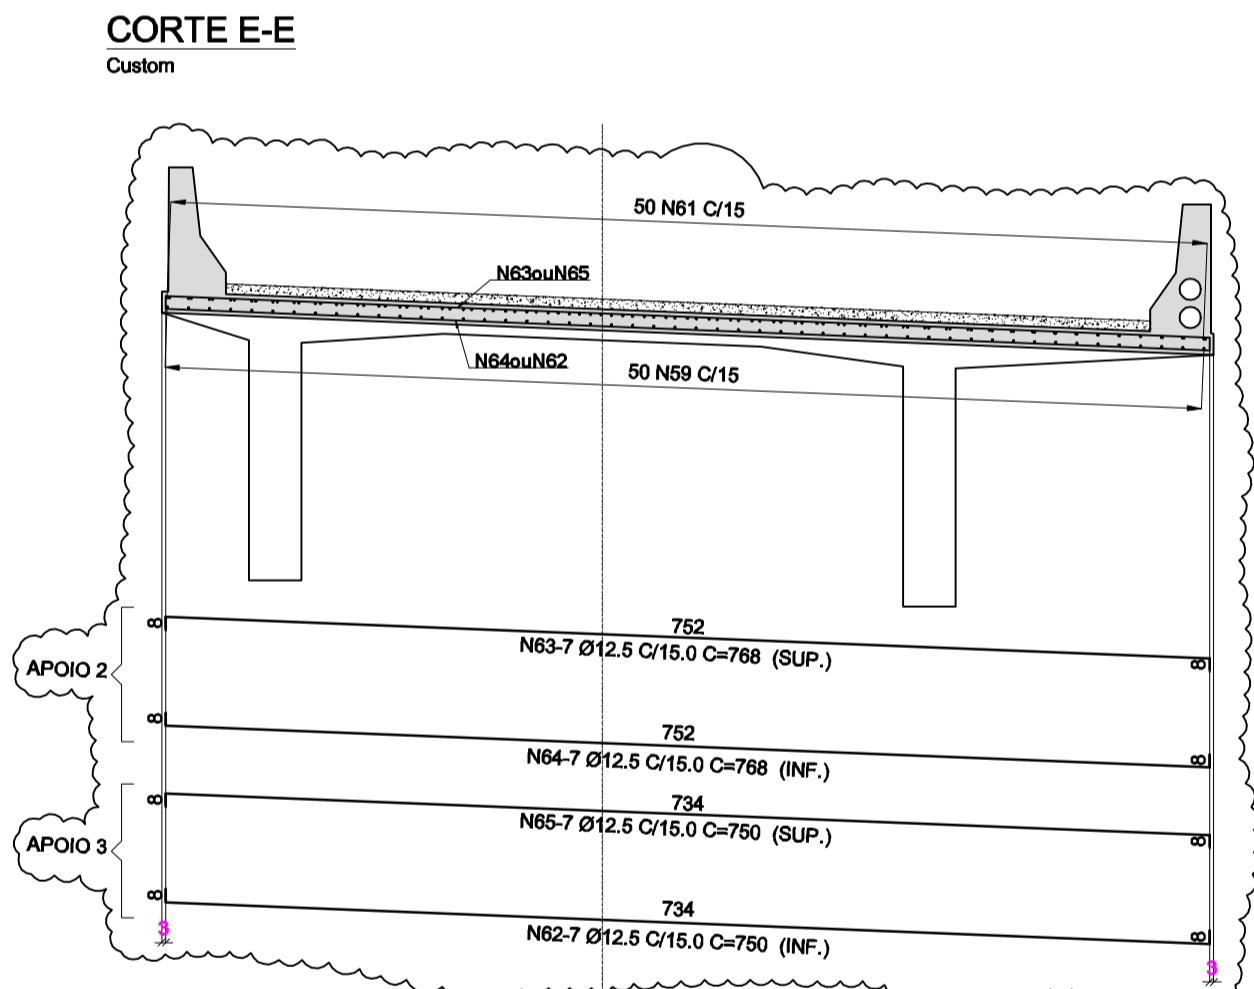 CORTE E-E
Custom
50 N61 C/15
N63ouN65
N64ouN62
50 N59 C/15
752
8
N63-7 Ø12.5 C/15.0 C=768 (SUP.)
8
APOIO 2
8
752
N64-7 Ø12.5 C/15.0 C=768 (INF.)
8
8
734
N65-7 Ø12.5 C/15.0 C=750 (SUP.)
8
APOIO 3
8
734
N62-7 Ø12.5 C/15.0 C=750 (INF.)
8
3
3